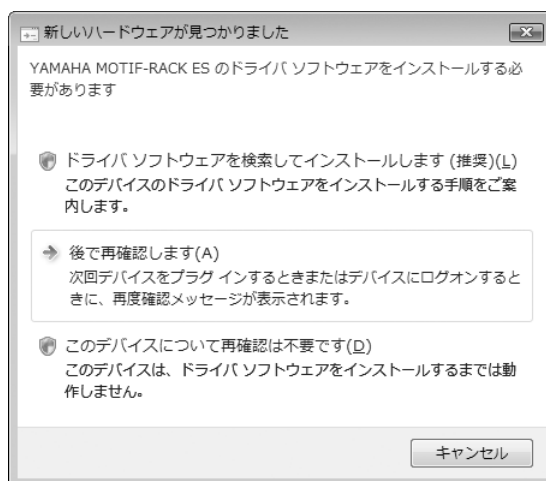 新しいハードウェアが見つかりました
YAMAHA MOTIF-RACK ES のドライバ ソフトウェアをインストールする必
要があります
ドライバ ソフトウェアを検索してインストールします (推奨)(L)
このデバイスのドライバ ソフトウェアをインストールする手順をご案
内します。
後で再確認します(A)
次回デバイスをプラグ インするときまたはデバイスにログオンすると
きに、再度確認メッセージが表示されます。
このデバイスについて再確認は不要です(D)
このデバイスは、ドライバ ソフトウェアをインストールするまでは動
作しません。
キャンセル